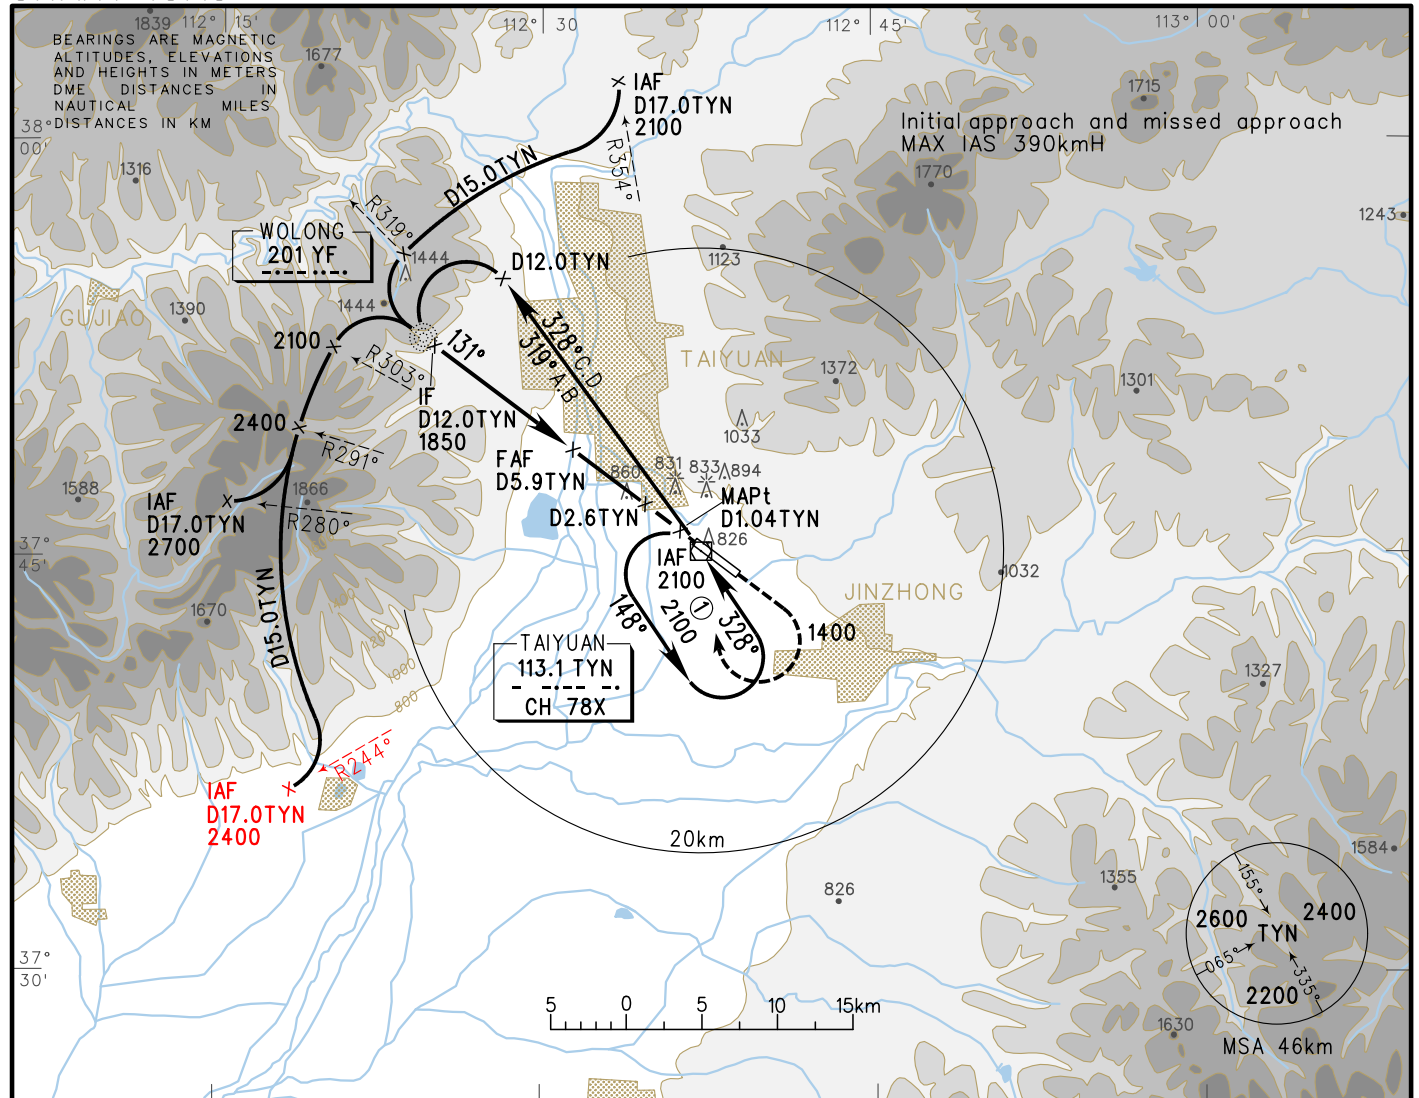 1839
112° 15'
112° 30'
112° 45'
113° 00'
BEARINGS ARE MAGNETIC
ALTITUDES, ELEVATIONS
AND HEIGHTS IN METERS
DME DISTANCES IN
NAUTICAL MILES
DISTANCES IN KM
38°
00'
1677
IAF
D17.0TYN
2100
R354°
1715
Initial approach and missed approach
MAX IAS 390kmH
1316
D15.0TYN
1770
1243
R319°
WOLONG
201 YF
1444
1444
D12.0TYN
1123
GUJIAO
1390
2100
R303°
131°
328°C.D
319°A.B
TAIYUAN
1372
1301
IF
D12.0TYN
1850
2400
R291°
1033
FAF
D5.9TYN
860
831
833
894
1588
IAF
D17.0TYN
2700
1866
R280°
D2.6TYN
MAPt
D1.04TYN
826
37°
45'
IAF
2100
1032
JINZHONG
1670
1400
1200
1000
800
D15.0TYN
148°
2100
1
328°
1400
TAIYUAN
113.1 TYN
CH 78X
1327
R244°
IAF
D17.0TYN
2400
20km
1584
826
1355
155°
2600
2400
TYN
065°
335°
2200
37°
30'
5 0 5 10 15km
1630
MSA 46km